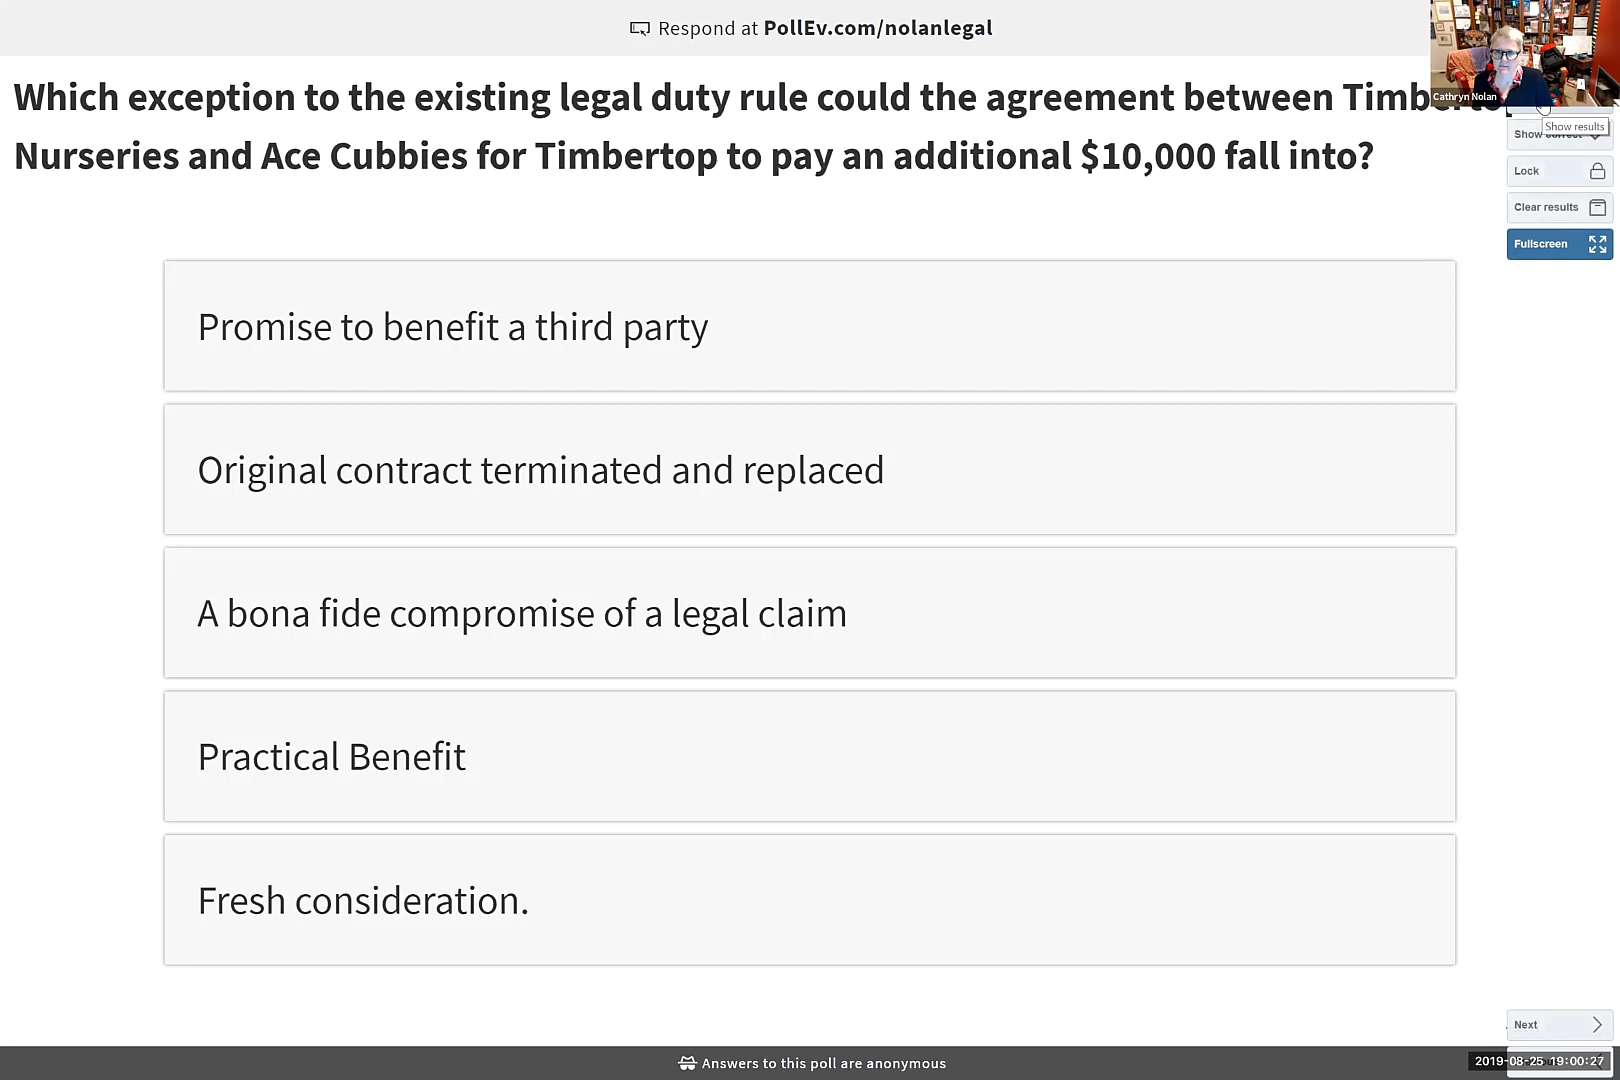 Respond at PollEv.com/nolanlegal
Cathryn Nolan
Which exception to the existing legal duty rule could the agreement between
Nurseries and Ace Cubbies for Timbertop to pay an additional $10,000 fall into?
Show results
Show correct
Lock
Clear results
Fullscreen
Promise to benefit a third party
Original contract terminated and replaced
A bona fide compromise of a legal claim
Practical Benefit
Fresh consideration.
Next
Answers to this poll are anonymous
2019-08-25 19:00:27